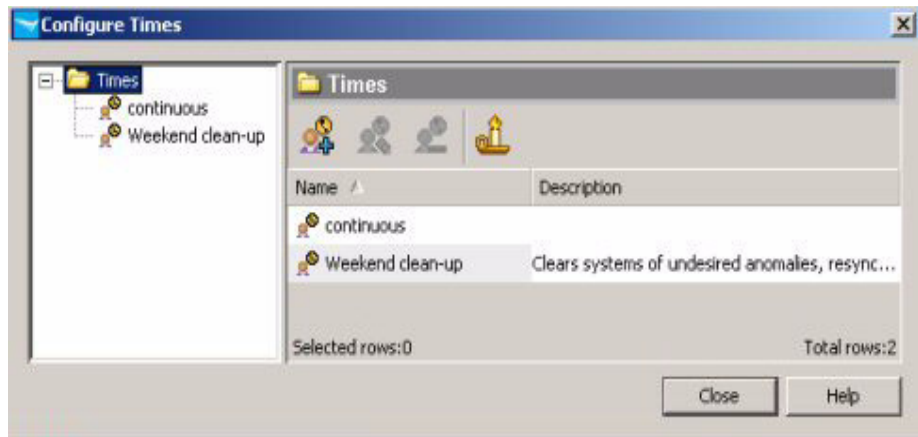 Configure Times
Times
continuous
Weekend clean-up
Times
Name Description
continuous
Weekend clean-up Clears systems of undesired anomalies, resync...
Selected rows:0 Total rows:2
Close Help